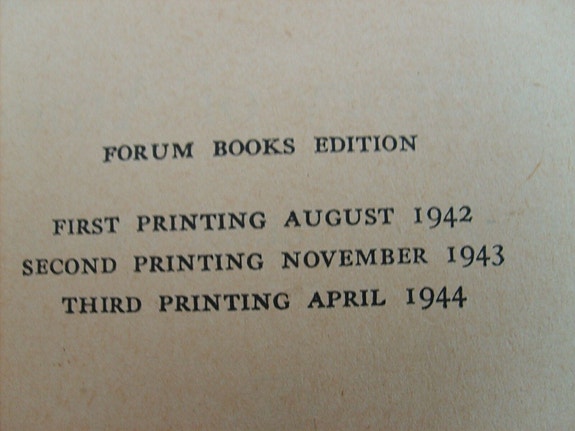 FORUM BOOKS EDITION
FIRST PRINTING AUGUST 1942
SECOND PRINTING NOVEMBER 1943
THIRD PRINTING APRIL 1944